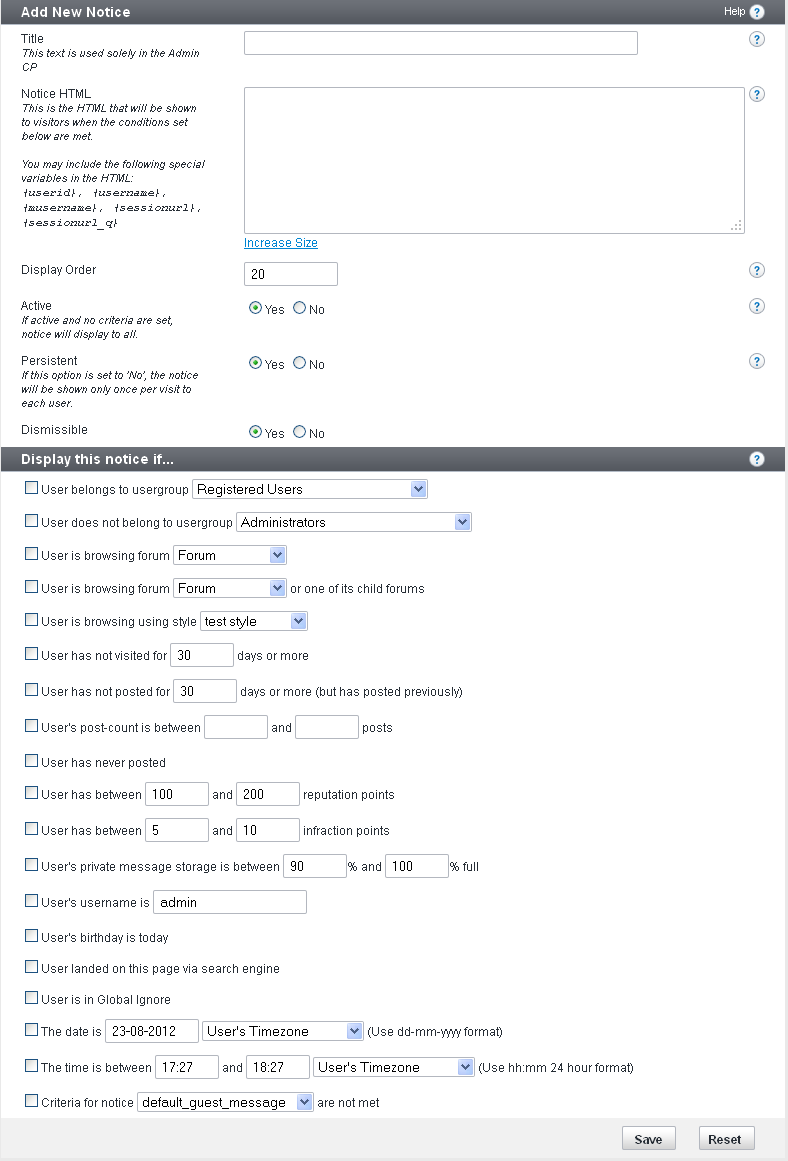 Add New Notice Help ?
Title ?
This text is used solely in the Admin
CP
Notice HTML ?
This is the HTML that will be shown
to visitors when the conditions set
below are met.
You may include the following special
variables in the HTML:
{userid}, {username},
{musername}, {sessionurl},
{sessionurl_q}
Increase Size
Display Order 20 ?
Active Yes No ?
If active and no criteria are set,
notice will display to all.
Persistent Yes No ?
If this option is set to 'No', the notice
will be shown only once per visit to
each user.
Dismissible Yes No
Display this notice if... ?
User belongs to usergroup Registered Users
User does not belong to usergroup Administrators
User is browsing forum Forum
User is browsing forum Forum or one of its child forums
User is browsing using style test style
User has not visited for 30 days or more
User has not posted for 30 days or more (but has posted previously)
User's post-count is between and posts
User has never posted
User has between 100 and 200 reputation points
User has between 5 and 10 infraction points
User's private message storage is between 90 % and 100 % full
User's username is admin
User's birthday is today
User landed on this page via search engine
User is in Global Ignore
The date is 23-08-2012 User's Timezone (Use dd-mm-yyyy format)
The time is between 17:27 and 18:27 User's Timezone (Use hh:mm 24 hour format)
Criteria for notice default_guest_message are not met
Save Reset